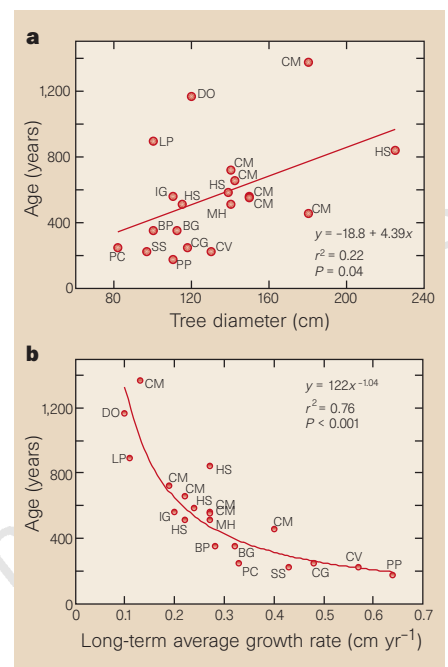 a
Age (years)
1,200
800
400
0
CM
DO
LP
HS
CM
CM
IG
HS
HS
CM
CM
MH
CM
BP
BG
PC
SS
PP
CG
CV
y = –18.8 + 4.39x
r² = 0.22
P = 0.04
80
120
160
200
240
Tree diameter (cm)
b
Age (years)
1,200
800
400
0
CM
DO
LP
HS
CM
CM
HS
CM
CM
IG
HS
MH
CM
BP
BG
PC
SS
CG
CV
PP
y = 122x⁻¹·⁰⁴
r² = 0.76
P < 0.001
0
0.1
0.2
0.3
0.4
0.5
0.6
0.7
Long-term average growth rate (cm yr⁻¹)